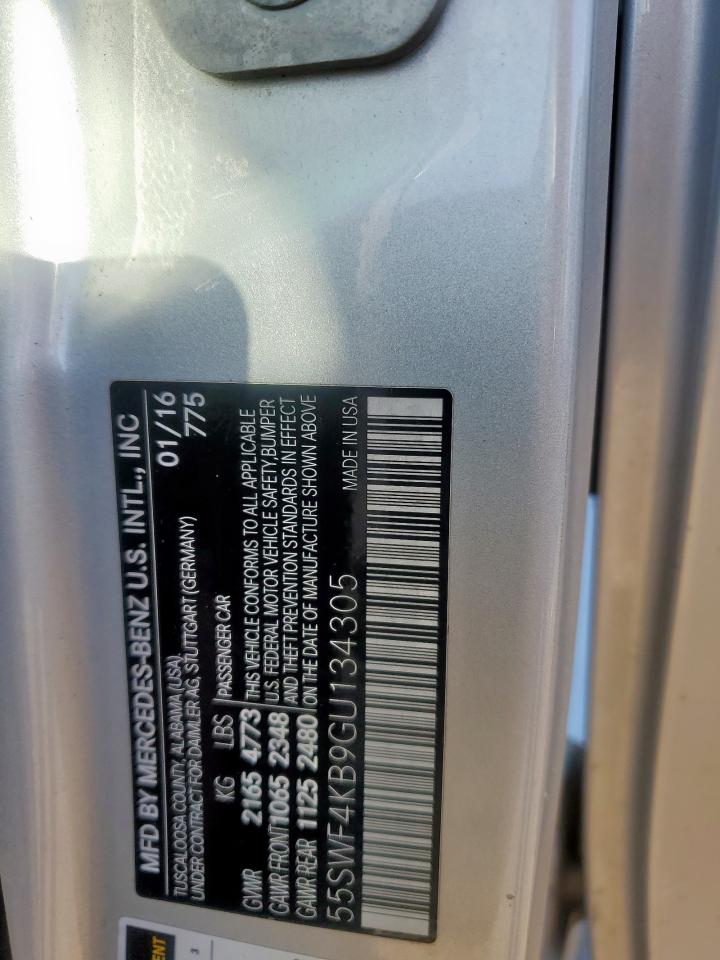 MFD BY MERCEDES-BENZ U.S. INTL., INC
TUSCALOOSA COUNTY, ALABAMA (USA)
UNDER CONTRACT FOR DAIMLER AG, STUTTGART (GERMANY)
01/16
775
KG LBS PASSENGER CAR
GVWR 2165 4773 THIS VEHICLE CONFORMS TO ALL APPLICABLE
GAWR FRONT 1065 2348 U.S. FEDERAL MOTOR VEHICLE SAFETY, BUMPER
GAWR REAR 1125 2480 AND THEFT PREVENTION STANDARDS IN EFFECT
ON THE DATE OF MANUFACTURE SHOWN ABOVE
55SWF4KB9GU134305 MADE IN USA
ENT
3